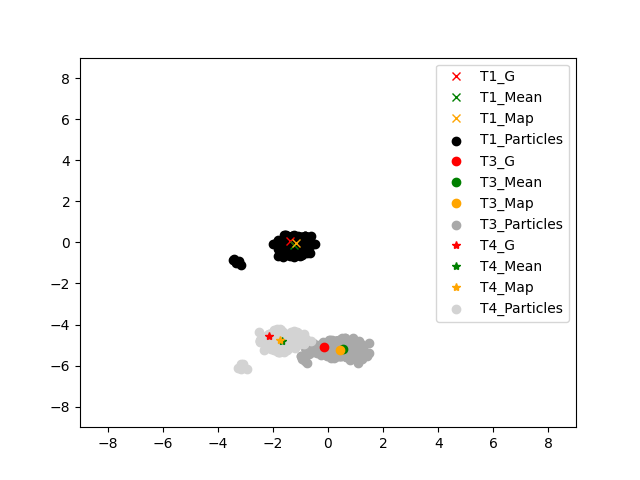 8
6
4
2
0
−2
−4
−6
−8
−8 −6 −4 −2 0 2 4 6 8
T1_G
T1_Mean
T1_Map
T1_Particles
T3_G
T3_Mean
T3_Map
T3_Particles
T4_G
T4_Mean
T4_Map
T4_Particles